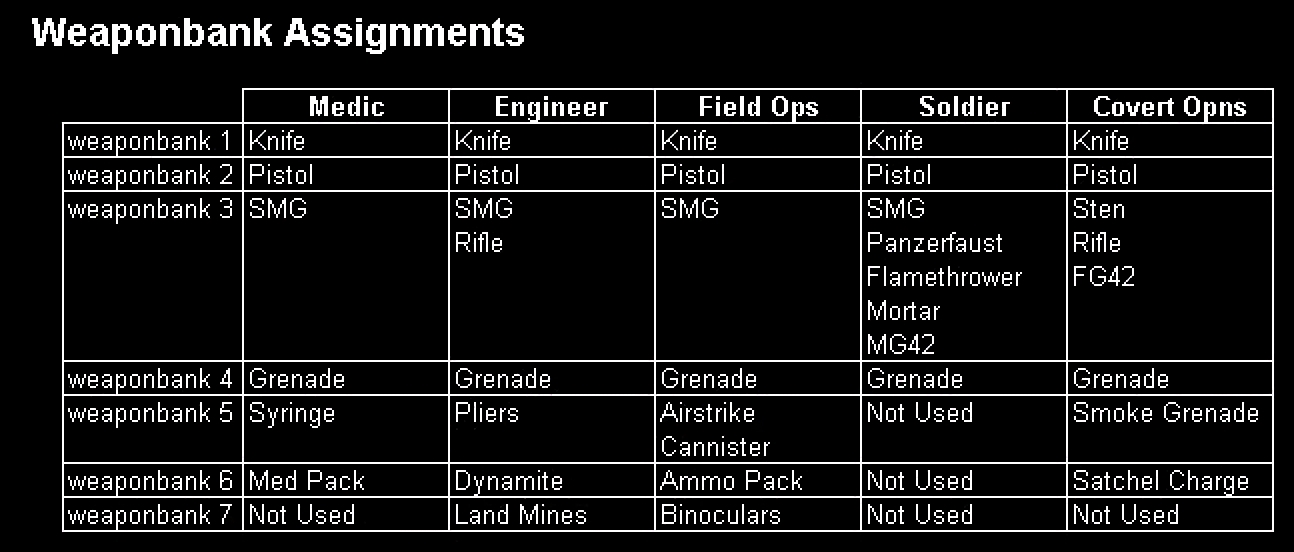 Weaponbank Assignments
Medic Engineer Field Ops Soldier Covert Opns
weaponbank 1 Knife Knife Knife Knife Knife
weaponbank 2 Pistol Pistol Pistol Pistol Pistol
weaponbank 3 SMG SMG SMG SMG Sten
Rifle Panzerfaust Rifle
Flamethrower FG42
Mortar
MG42
weaponbank 4 Grenade Grenade Grenade Grenade Grenade
weaponbank 5 Syringe Pliers Airstrike Not Used Smoke Grenade
Cannister
weaponbank 6 Med Pack Dynamite Ammo Pack Not Used Satchel Charge
weaponbank 7 Not Used Land Mines Binoculars Not Used Not Used